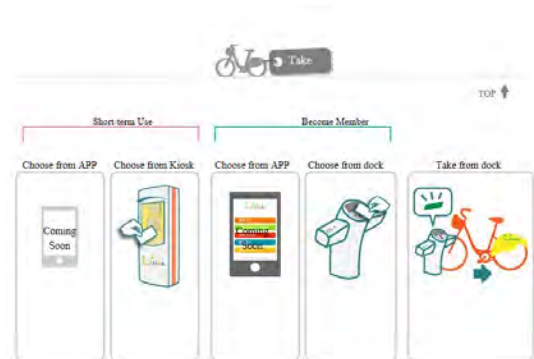 Take
TOP
Short-term Use
Become Member
Choose from APP
Choose from Kiosk
Choose from APP
Choose from dock
Take from dock
Coming
Soon
Coming
Soon